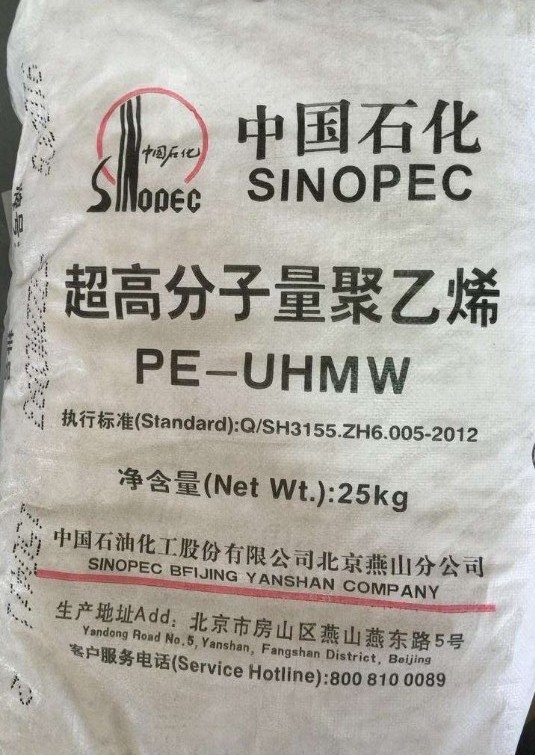 中国石化
SINOPEC
中国石化
SINOPEC
超高分子量聚乙烯
PE-UHMW
执行标准(Standard):Q/SH3155.ZH6.005-2012
净含量(Net Wt.):25kg
中国石油化工股份有限公司北京燕山分公司
SINOPEC BFIJING YANSHAN COMPANY
生产地址Add: 北京市房山区燕山燕东路5号
Yandong Road No.5, Yanshan, Fangshan District, Beijing
客户服务电话(Service Hotline):800 810 0089